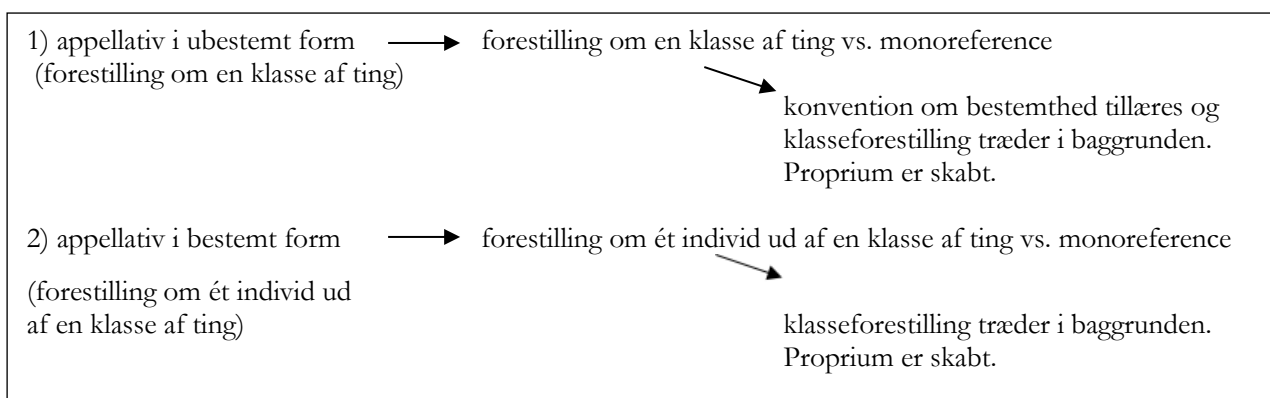 1) appellativ i ubestemt form forestilling om en klasse af ting vs. monoreference
(forestilling om en klasse af ting)
konvention om bestemthed tillæres og
klasseforestilling træder i baggrunden.
Proprium er skabt.
2) appellativ i bestemt form forestilling om ét individ ud af en klasse af ting vs. monoreference
(forestilling om ét individ ud
af en klasse af ting)
klasseforestilling træder i baggrunden.
Proprium er skabt.